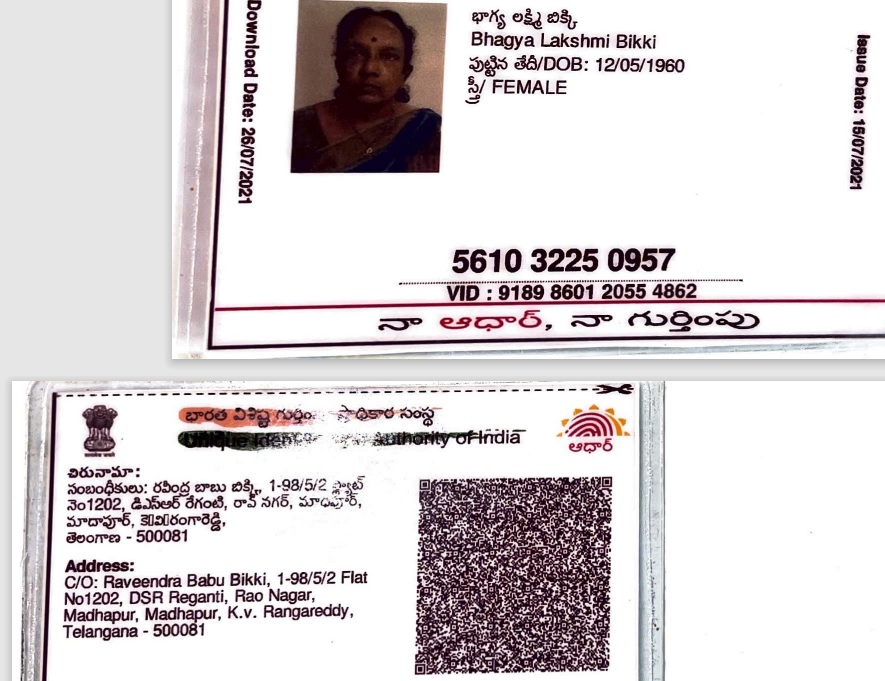 Download Date: 26/07/2021
భాగ్య లక్ష్మి బిక్కి
Bhagya Lakshmi Bikki
పుట్టిన తేదీ/DOB: 12/05/1960
స్త్రీ/ FEMALE
Issue Date: 15/07/2021
5610 3225 0957
VID : 9189 8601 2055 4862
నా ఆధార్, నా గుర్తింపు
భారత విశిష్ట సంస్థ
Unique Authority of India
ఆధార్
చిరునామా:
సంబంధీకులు: రవీంద్ర బాబు బిక్కి, 1-98/5/2 ఫ్లాట్
నెం1202, డిఎస్ఆర్ రేగంటి, రావ్ నగర్, మాధపూర్,
మాదాపూర్,
తెలంగాణ - 500081
Address:
C/O: Raveendra Babu Bikki, 1-98/5/2 Flat
No1202, DSR Reganti, Rao Nagar,
Madhapur, Madhapur, K.v. Rangareddy,
Telangana - 500081